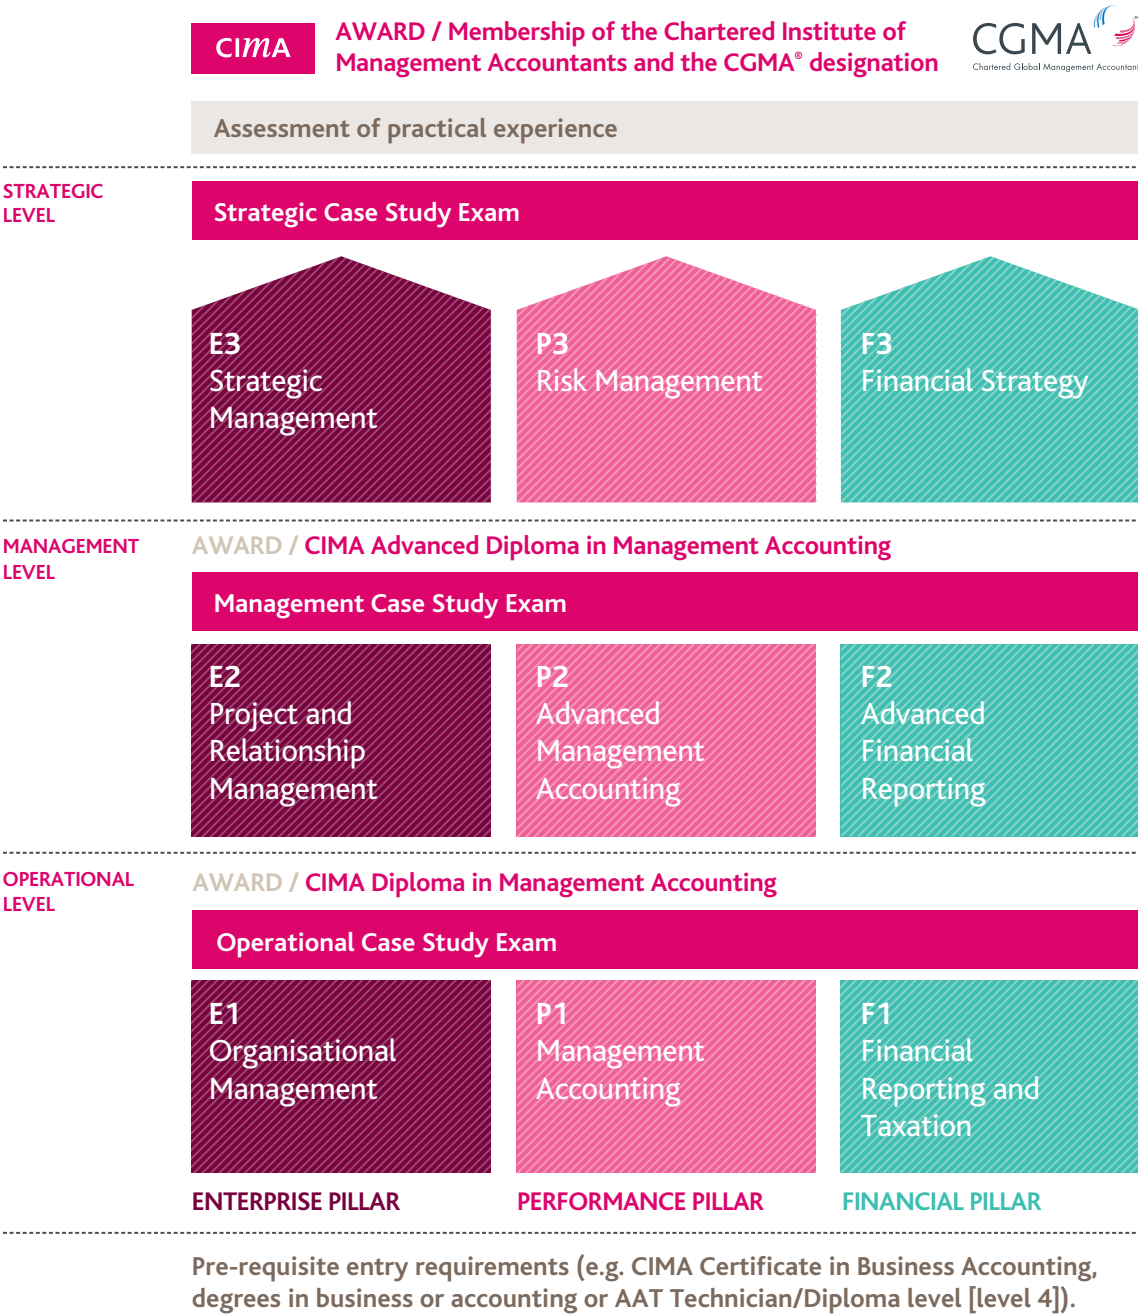 CIMA
AWARD / Membership of the Chartered Institute of
Management Accountants and the CGMA® designation
CGMA
Chartered Global Management Accountant
Assessment of practical experience
STRATEGIC
LEVEL
Strategic Case Study Exam
E3
Strategic
Management
P3
Risk Management
F3
Financial Strategy
MANAGEMENT
LEVEL
AWARD / CIMA Advanced Diploma in Management Accounting
Management Case Study Exam
E2
Project and
Relationship
Management
P2
Advanced
Management
Accounting
F2
Advanced
Financial
Reporting
OPERATIONAL
LEVEL
AWARD / CIMA Diploma in Management Accounting
Operational Case Study Exam
E1
Organisational
Management
P1
Management
Accounting
F1
Financial
Reporting and
Taxation
ENTERPRISE PILLAR
PERFORMANCE PILLAR
FINANCIAL PILLAR
Pre-requisite entry requirements (e.g. CIMA Certificate in Business Accounting,
degrees in business or accounting or AAT Technician/Diploma level [level 4]).